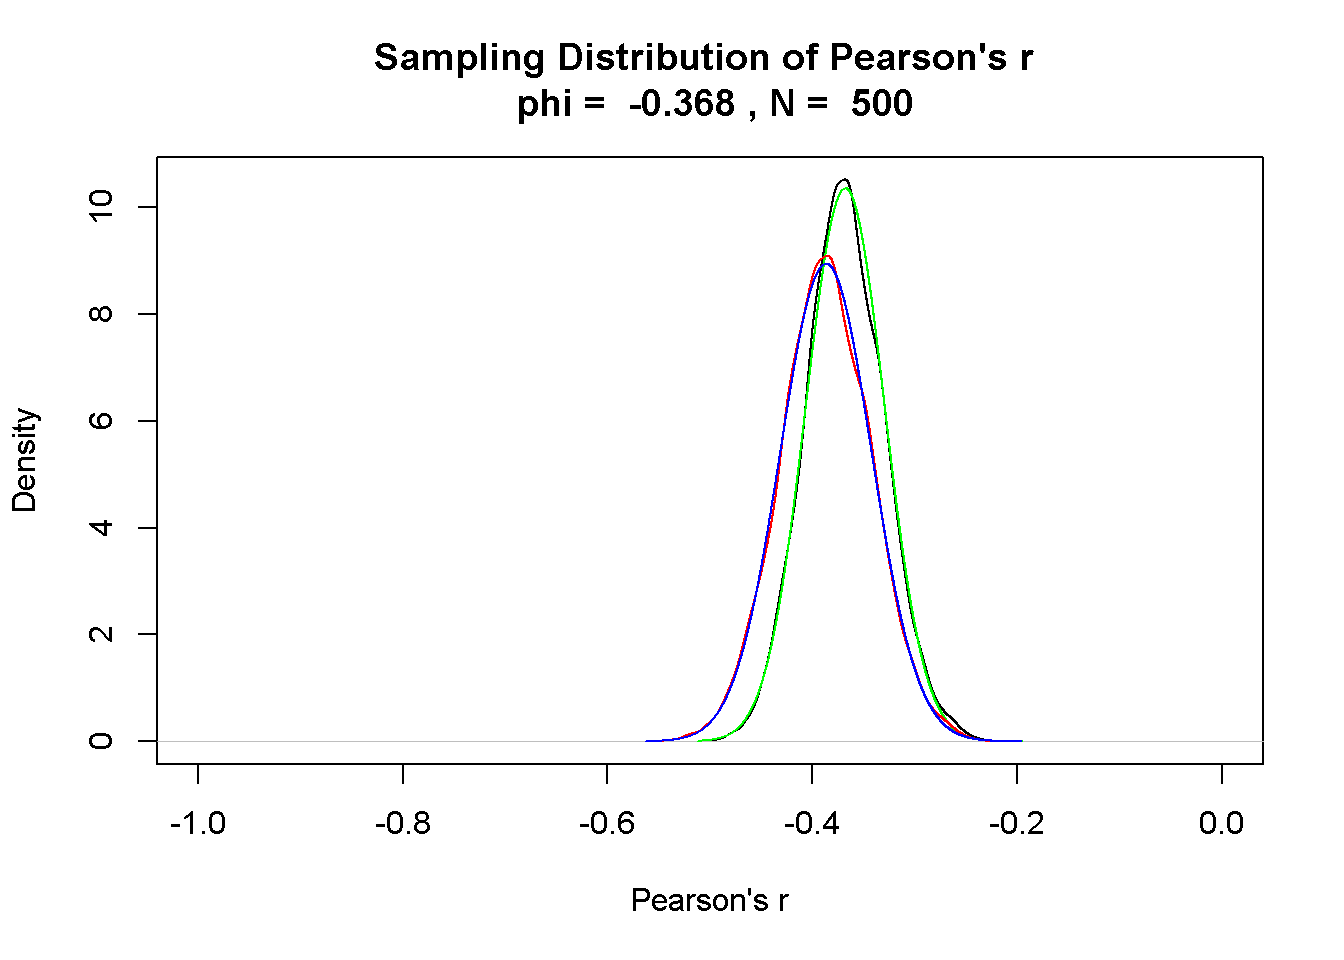 Sampling Distribution of Pearson's r
phi =  -0.368 , N =  500
10
8
6
4
2
0
Density
-1.0 -0.8 -0.6 -0.4 -0.2 0.0
Pearson's r